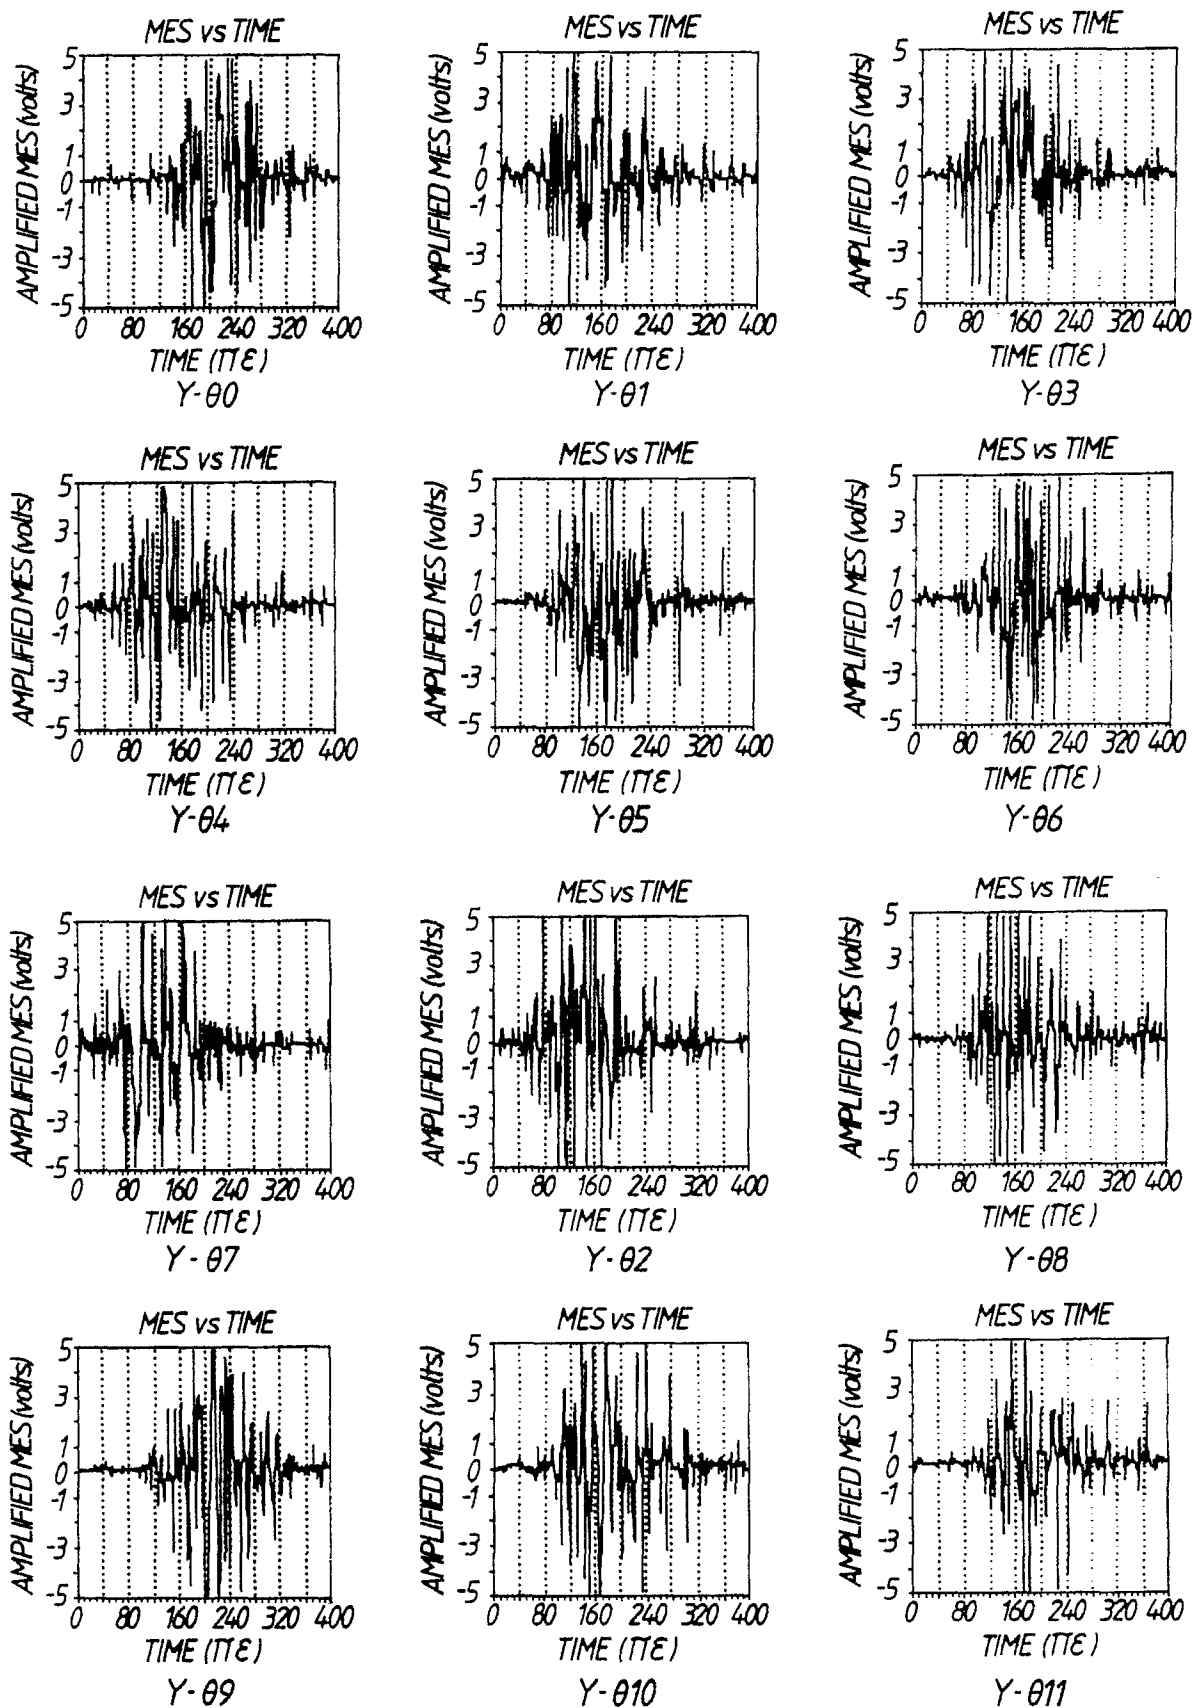 MES vs TIME
AMPLIFIED MES (volts)
5
3
1
0
-1
-3
-5
0 80 160 240 320 400
TIME (ΠƐ)
Y-θ0
MES vs TIME
AMPLIFIED MES (volts)
5
3
1
0
-1
-3
-5
0 80 160 240 320 400
TIME (ΠƐ)
Y-θ1
MES vs TIME
AMPLIFIED MES (volts)
5
3
1
0
-1
-3
-5
0 80 160 240 320 400
TIME (ΠƐ)
Y-θ3
MES vs TIME
AMPLIFIED MES (volts)
5
3
1
0
-1
-3
-5
0 80 160 240 320 400
TIME (ΠƐ)
Y-θ4
MES vs TIME
AMPLIFIED MES (volts)
5
3
1
0
-1
-3
-5
0 80 160 240 320 400
TIME (ΠƐ)
Y-θ5
MES vs TIME
AMPLIFIED MES (volts)
5
3
1
0
-1
-3
-5
0 80 160 240 320 400
TIME (ΠƐ)
Y-θ6
MES vs TIME
AMPLIFIED MES (volts)
5
3
1
0
-1
-3
-5
0 80 160 240 320 400
TIME (ΠƐ)
Y-θ7
MES vs TIME
AMPLIFIED MES (volts)
5
3
1
0
-1
-3
-5
0 80 160 240 320 400
TIME (ΠƐ)
Y-θ2
MES vs TIME
AMPLIFIED MES (volts)
5
3
1
0
-1
-3
-5
0 80 160 240 320 400
TIME (ΠƐ)
Y-θ8
MES vs TIME
AMPLIFIED MES (volts)
5
3
1
0
-1
-3
-5
0 80 160 240 320 400
TIME (ΠƐ)
Y-θ9
MES vs TIME
AMPLIFIED MES (volts)
5
3
1
0
-1
-3
-5
0 80 160 240 320 400
TIME (ΠƐ)
Y-θ10
MES vs TIME
AMPLIFIED MES (volts)
5
3
1
0
-1
-3
-5
0 80 160 240 320 400
TIME (ΠƐ)
Y-θ11